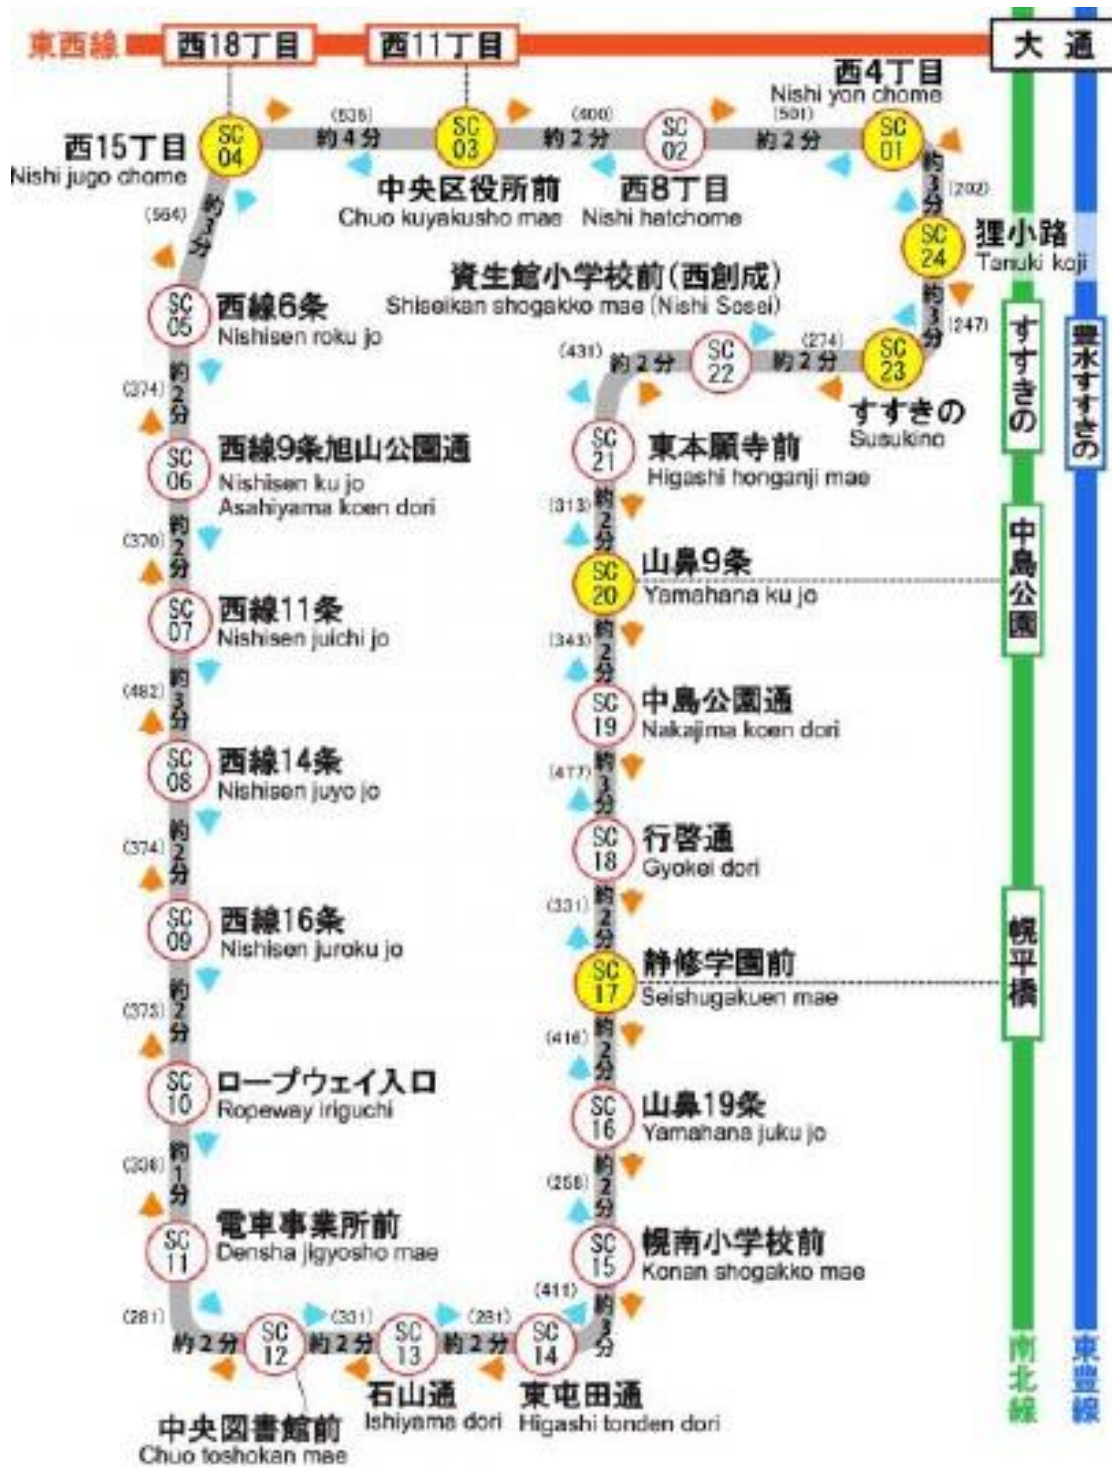 東西線
西18丁目
西11丁目
大通
西4丁目
Nishi yon chome
西15丁目
Nishi jugo chome
SC
04
(535)
約4分
SC
03
中央区役所前
Chuo kuyakusho mae
(400)
約2分
SC
02
西8丁目
Nishi hatchome
(501)
約2分
SC
01
約3分
(202)
SC
24
狸小路
Tanuki koji
約3分
(247)
SC
23
すすきの
Susukino
(274)
約2分
資生館小学校前(西創成)
Shiseikan shogakko mae (Nishi Sosei)
SC
22
約2分
SC
21
東本願寺前
Higashi honganji mae
(313)
約2分
SC
20
山鼻9条
Yamahana ku jo
(343)
約2分
SC
19
中島公園通
Nakajima koen dori
(477)
約3分
SC
18
行啓通
Gyokei dori
(331)
約2分
SC
17
静修学園前
Seishugakuen mae
(416)
約2分
SC
16
山鼻19条
Yamahana juku jo
(258)
約2分
SC
15
幌南小学校前
Konan shogakko mae
(411)
約3分
SC
14
東屯田通
Higashi tonden dori
(281)
約2分
SC
13
石山通
Ishiyama dori
(331)
約2分
SC
12
中央図書館前
Chuo toshokan mae
(281)
約2分
SC
11
電車事業所前
Densha jigyosho mae
約1分
SC
10
ロープウェイ入口
Ropeway iriguchi
(373)
約2分
SC
09
西線16条
Nishisen juroku jo
(374)
約2分
SC
08
西線14条
Nishisen juyo jo
(482)
約3分
SC
07
西線11条
Nishisen juichi jo
(370)
約2分
SC
06
西線9条旭山公園通
Nishisen ku jo
Asahiyama koen dori
(374)
約2分
SC
05
西線6条
Nishisen roku jo
(564)
約3分
すすきの
豊水すすきの
中島公園
幌平橋
南北線
東豊線